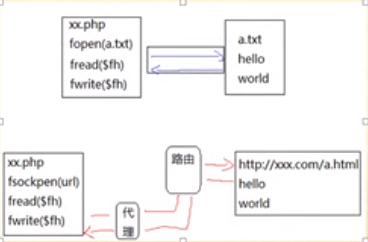 xx.php
fopen(a.txt)
fread($fh)
fwrite($fh)
a.txt
hello
world
xx.php
fsockpen(url)
fread($fh)
fwrite($fh)
代
理
路由
http://xxx.com/a.html
hello
world